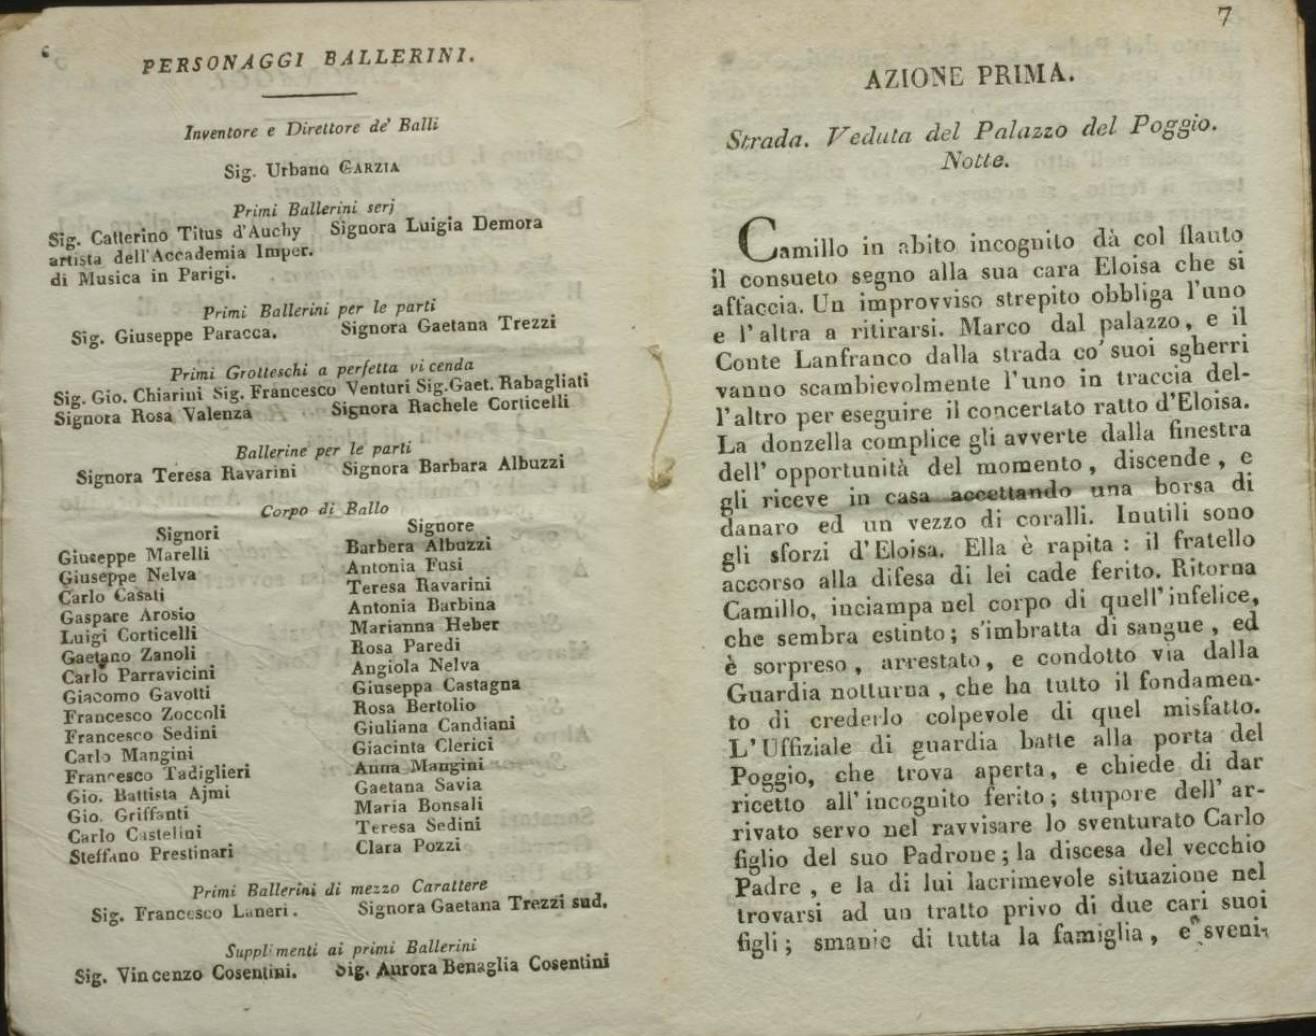 6
PERSONAGGI BALLERINI.
Inventore e Direttore de' Balli
Sig. Urbano GARZIA
Primi Ballerini serj
Sig. Catterino Titus d'Auchy Signora Luigia Demora
artista dell'Accademia Imper.
di Musica in Parigi.
Primi Ballerini per le parti
Sig. Giuseppe Paracca. Signora Gaetana Trezzi
Primi Grotteschi a perfetta vicenda
Sig. Gio. Chiarini Sig. Francesco Venturi Sig. Gaet. Rabagliati
Signora Rosa Valenza Signora Rachele Corticelli
Ballerine per le parti
Signora Teresa Ravarini Signora Barbara Albuzzi
Corpo di Ballo
Signori
Giuseppe Marelli
Giuseppe Nelva
Carlo Casati
Gaspare Arosio
Luigi Corticelli
Gaetano Zanoli
Carlo Parravicini
Giacomo Gavotti
Francesco Zoccoli
Francesco Sedini
Carlo Mangini
Francesco Tadiglieri
Gio. Battista Ajmi
Gio. Griffanti
Carlo Castelini
Steffano Prestinari
Signore
Barbera Albuzzi
Antonia Fusi
Teresa Ravarini
Antonia Barbina
Marianna Heber
Rosa Paredi
Angiola Nelva
Giuseppa Castagna
Rosa Bertolio
Giuliana Candiani
Giacinta Clerici
Anna Mangini
Gaetana Savia
Maria Bonsali
Teresa Sedini
Clara Pozzi
Primi Ballerini di mezzo Carattere
Sig. Francesco Laneri. Signora Gaetana Trezzi sud.
Supplimenti ai primi Ballerini
Sig. Vincenzo Cosentini. Sig. Aurora Benaglia Cosentini
7
AZIONE PRIMA.
Strada. Veduta del Palazzo del Poggio.
Notte.
Camillo in abito incognito dà col flauto
il consueto segno alla sua cara Eloisa che si
affaccia. Un improvviso strepito obbliga l'uno
e l'altra a ritirarsi. Marco dal palazzo, e il
Conte Lanfranco dalla strada co' suoi sgherri
vanno scambievolmente l'uno in traccia del-
l'altro per eseguire il concertato ratto d'Eloisa.
La donzella complice gli avverte dalla finestra
dell' opportunità del momento, discende, e
gli riceve in casa accettando una borsa di
danaro ed un vezzo di coralli. Inutili sono
gli sforzi d'Eloisa. Ella è rapita : il fratello
accorso alla difesa di lei cade ferito. Ritorna
Camillo, inciampa nel corpo di quell'infelice,
che sembra estinto; s'imbratta di sangue, ed
è sorpreso, arrestato, e condotto via dalla
Guardia notturna, che ha tutto il fondamen-
to di crederlo colpevole di quel misfatto.
L'Uffiziale di guardia batte alla porta del
Poggio, che trova aperta, e chiede di dar
ricetto all'incognito ferito; stupore dell' ar-
rivato servo nel ravvisare lo sventurato Carlo
figlio del suo Padrone; la discesa del vecchio
Padre, e la di lui lacrimevole situazione nel
trovarsi ad un tratto privo di due cari suoi
figli; smanie di tutta la famiglia, e sveni-